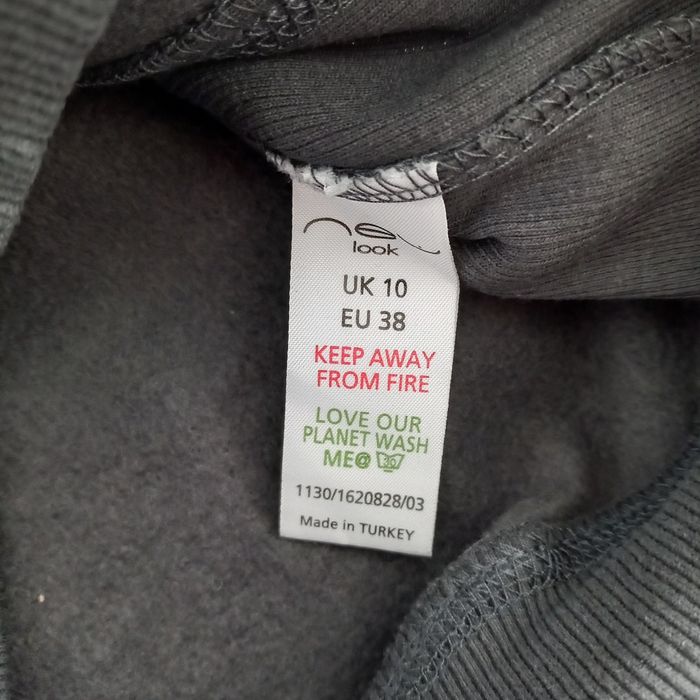 new
look
UK 10
EU 38
KEEP AWAY
FROM FIRE
LOVE OUR
PLANET WASH
ME@ 30
1130/1620828/03
Made in TURKEY